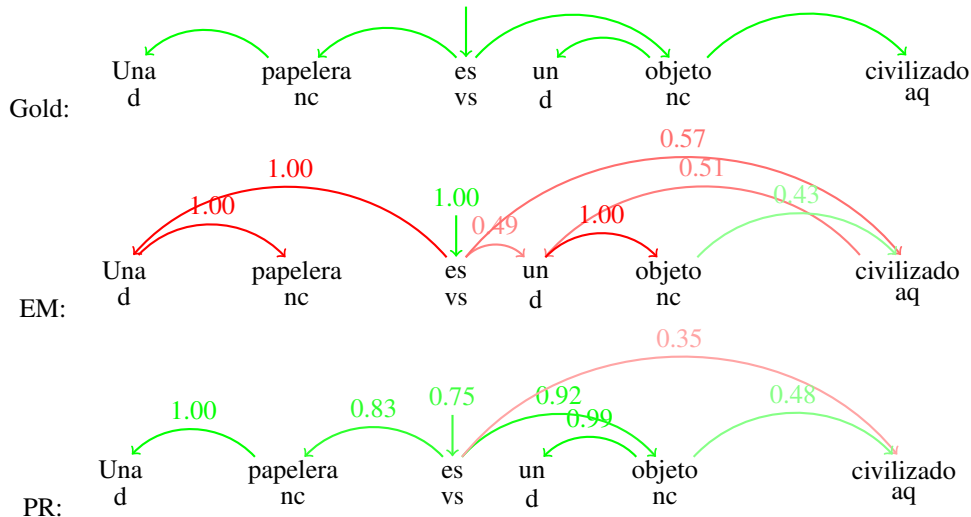 Una papelera es un objeto civilizado
d nc vs d nc aq
Gold:
0.57
1.00 0.51
1.00 1.00 0.49 1.00 0.43
Una papelera es un objeto civilizado
d nc vs d nc aq
EM:
0.35
1.00 0.83 0.75 0.92 0.99 0.48
Una papelera es un objeto civilizado
d nc vs d nc aq
PR: